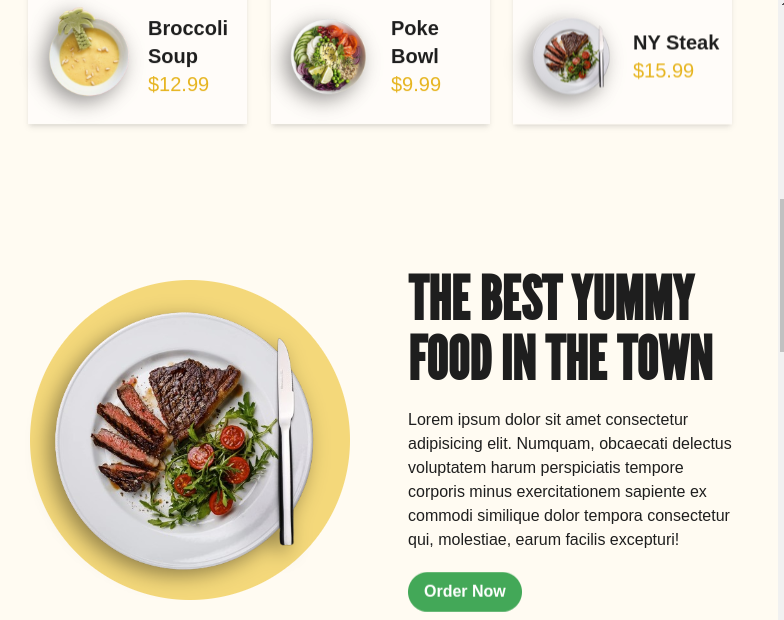 Broccoli
Soup
$12.99
Poke
Bowl
$9.99
NY Steak
$15.99
THE BEST YUMMY
FOOD IN THE TOWN
Lorem ipsum dolor sit amet consectetur
adipisicing elit. Numquam, obcaecati delectus
voluptatem harum perspiciatis tempore
corporis minus exercitationem sapiente ex
commodi similique dolor tempora consectetur
qui, molestiae, earum facilis excepturi!
Order Now